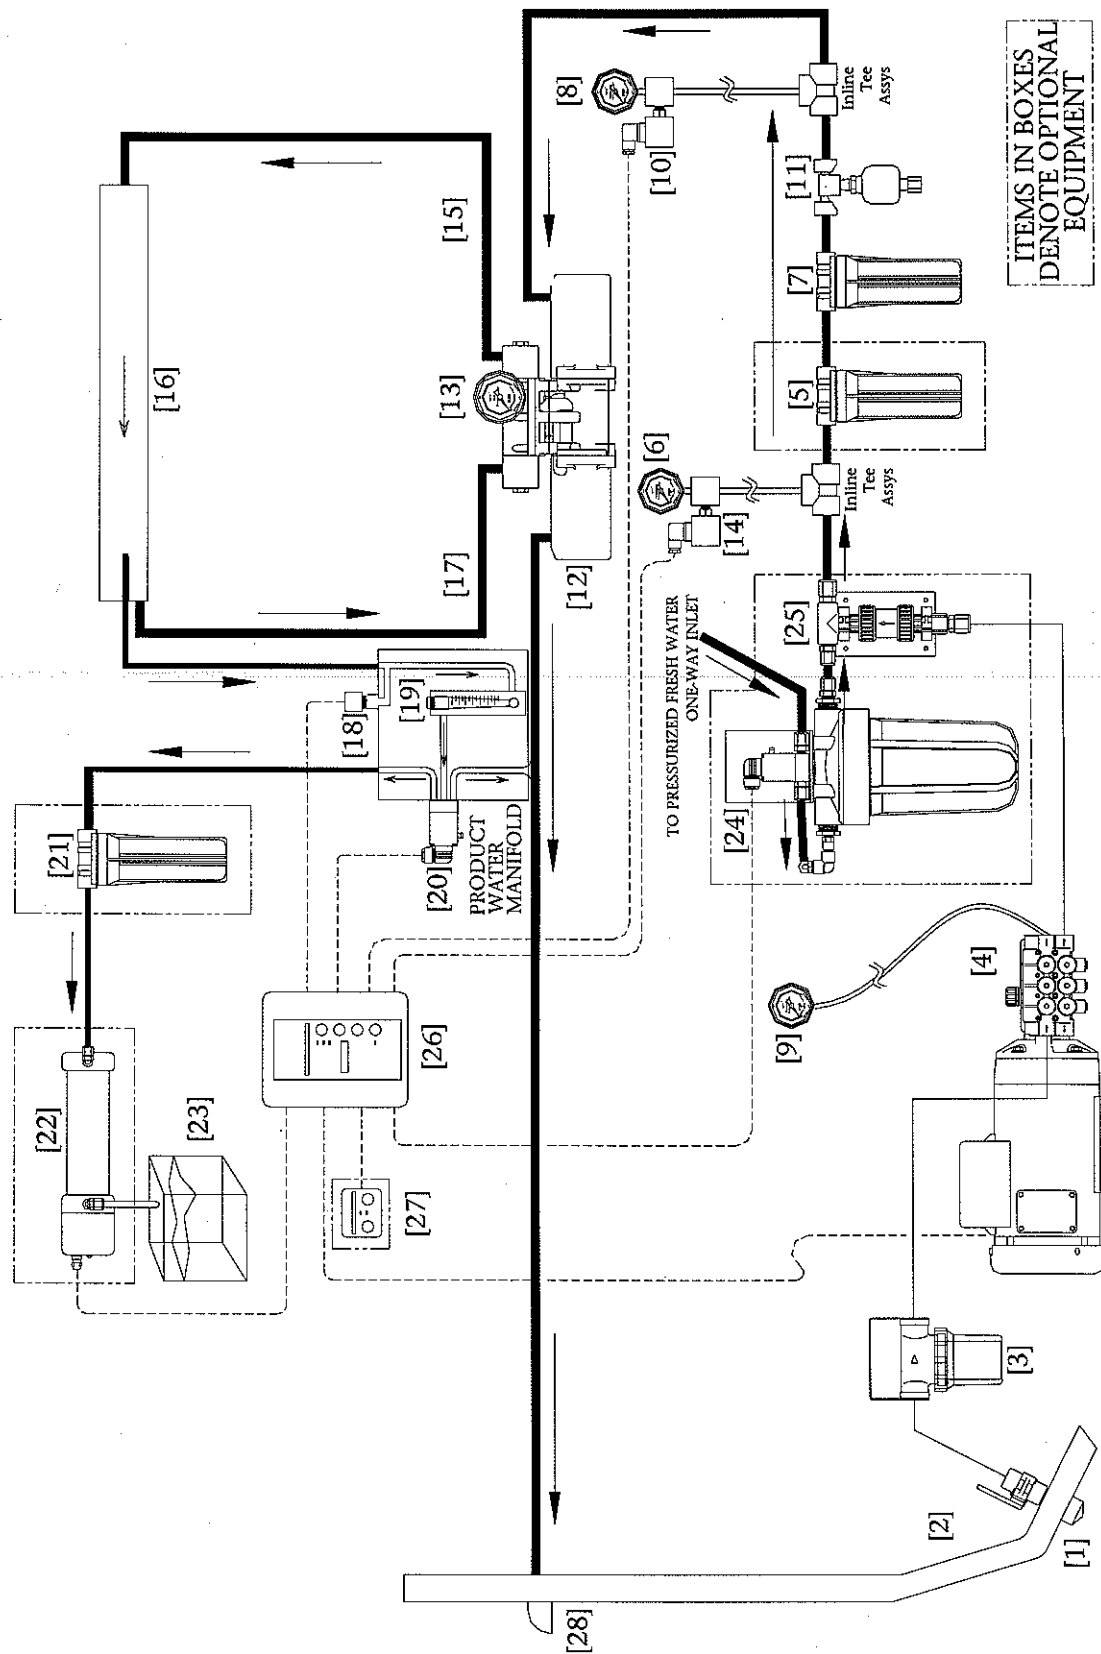 [1]
[2]
[3]
[4]
[9]
TO PRESSURIZED FRESH WATER
ONE-WAY INLET
[24]
[25]
Inline
Tee
Assys
[14]
[6]
[5]
[7]
[11]
Inline
Tee
Assys
[10]
[8]
[12]
[13]
[15]
[16]
[17]
[18]
[19]
[20]
PRODUCT
WATER
MANIFOLD
[21]
[22]
[23]
[26]
[27]
[28]
ITEMS IN BOXES
DENOTE OPTIONAL
EQUIPMENT